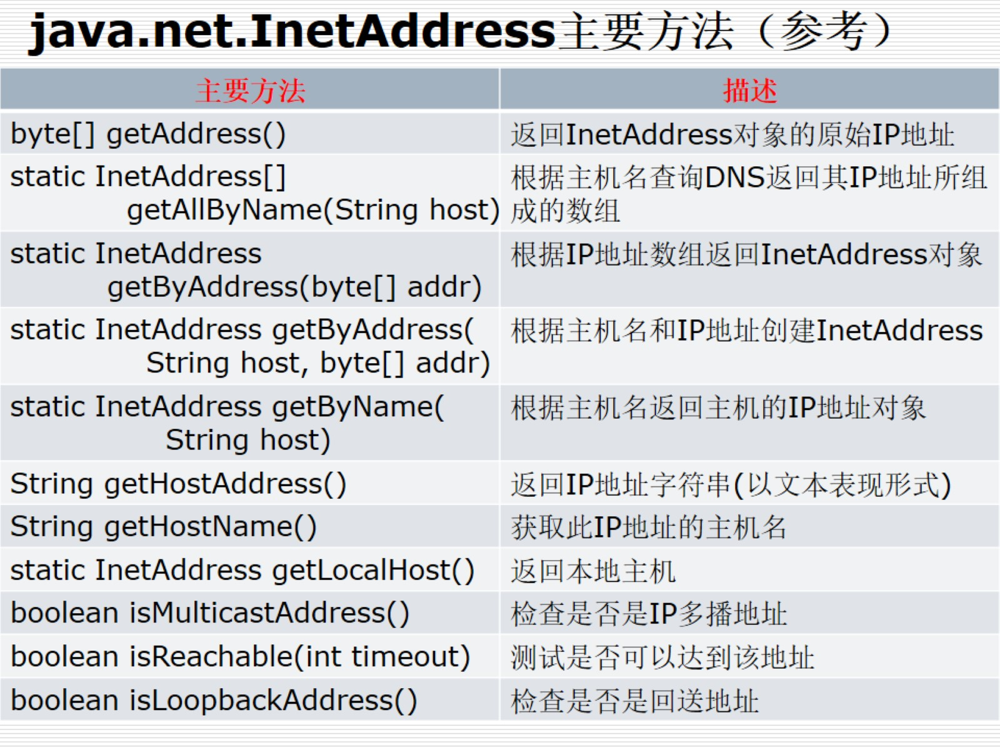 java.net.InetAddress主要方法（参考）
主要方法
描述
byte[] getAddress()
返回InetAddress对象的原始IP地址
static InetAddress[]
getAllByName(String host)
根据主机名查询DNS返回其IP地址所组
成的数组
static InetAddress
getByAddress(byte[] addr)
根据IP地址数组返回InetAddress对象
static InetAddress getByAddress(
String host, byte[] addr)
根据主机名和IP地址创建InetAddress
static InetAddress getByName(
String host)
根据主机名返回主机的IP地址对象
String getHostAddress()
返回IP地址字符串(以文本表现形式)
String getHostName()
获取此IP地址的主机名
static InetAddress getLocalHost()
返回本地主机
boolean isMulticastAddress()
检查是否是IP多播地址
boolean isReachable(int timeout)
测试是否可以达到该地址
boolean isLoopbackAddress()
检查是否是回送地址